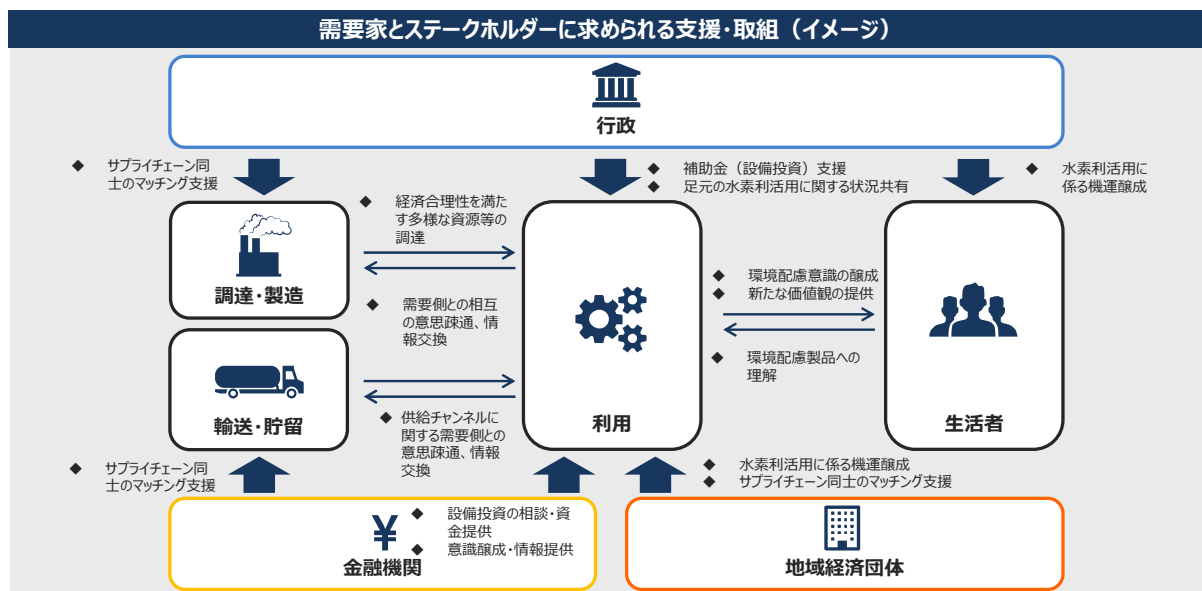 需要家とステークホルダーに求められる支援・取組（イメージ）
行政
◆ サプライチェーン同
士のマッチング支援
◆ 補助金（設備投資）支援
◆ 足元の水素利活用に関する状況共有
◆ 水素利活用に
係る機運醸成
調達・製造
◆ 経済合理性を満た
す多様な資源等の
調達
◆ 需要側との相互
の意思疎通、情
報交換
輸送・貯留
◆ 供給チャンネルに
関する需要側との
意思疎通、情報
交換
利用
◆ 環境配慮意識の醸成
◆ 新たな価値観の提供
◆ 環境配慮製品への
理解
生活者
◆ サプライチェーン同
士のマッチング支援
◆ 水素利活用に係る機運醸成
◆ サプライチェーン同士のマッチング支援
¥
◆ 設備投資の相談・資
金提供
◆ 意識醸成・情報提供
金融機関
地域経済団体